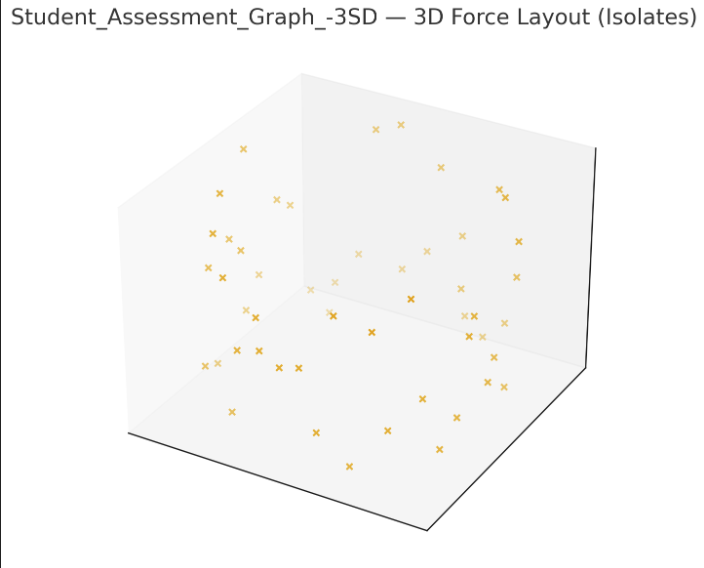 Student_Assessment_Graph_-3SD — 3D Force Layout (Isolates)